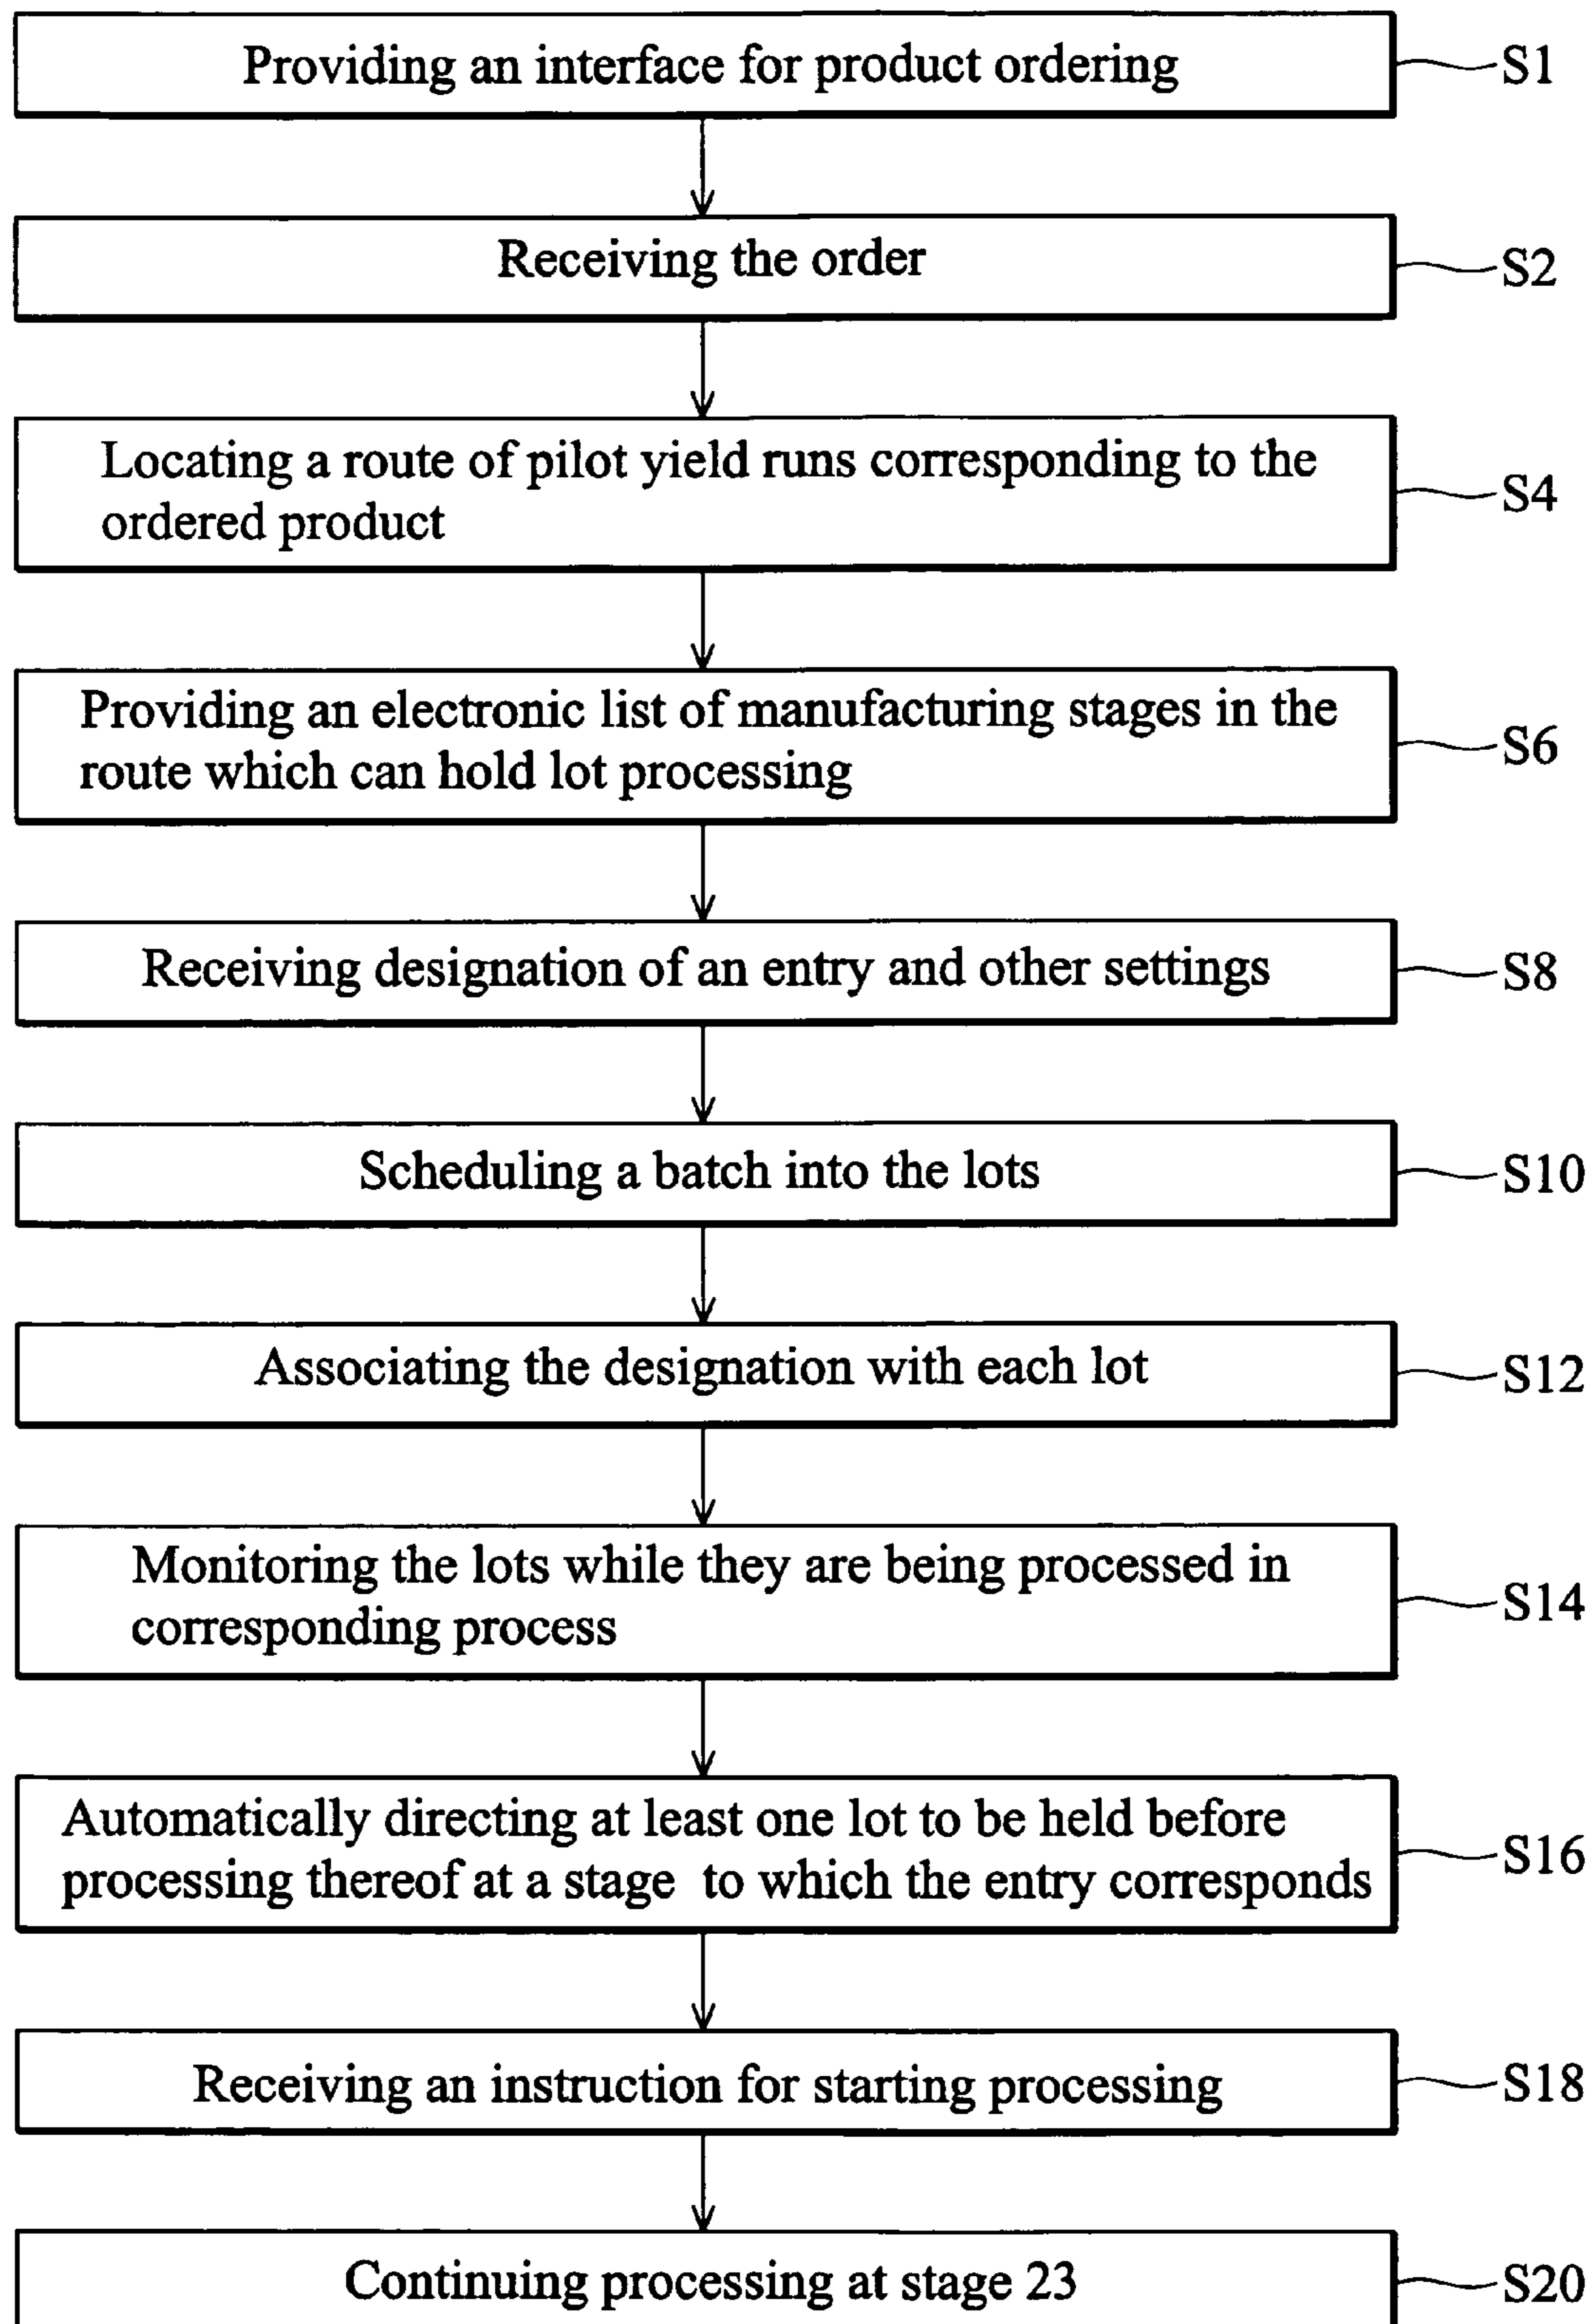 Providing an interface for product ordering
S1
Receiving the order
S2
Locating a route of pilot yield runs corresponding to the
ordered product
S4
Providing an electronic list of manufacturing stages in the
route which can hold lot processing
S6
Receiving designation of an entry and other settings
S8
Scheduling a batch into the lots
S10
Associating the designation with each lot
S12
Monitoring the lots while they are being processed in
corresponding process
S14
Automatically directing at least one lot to be held before
processing thereof at a stage to which the entry corresponds
S16
Receiving an instruction for starting processing
S18
Continuing processing at stage 23
S20